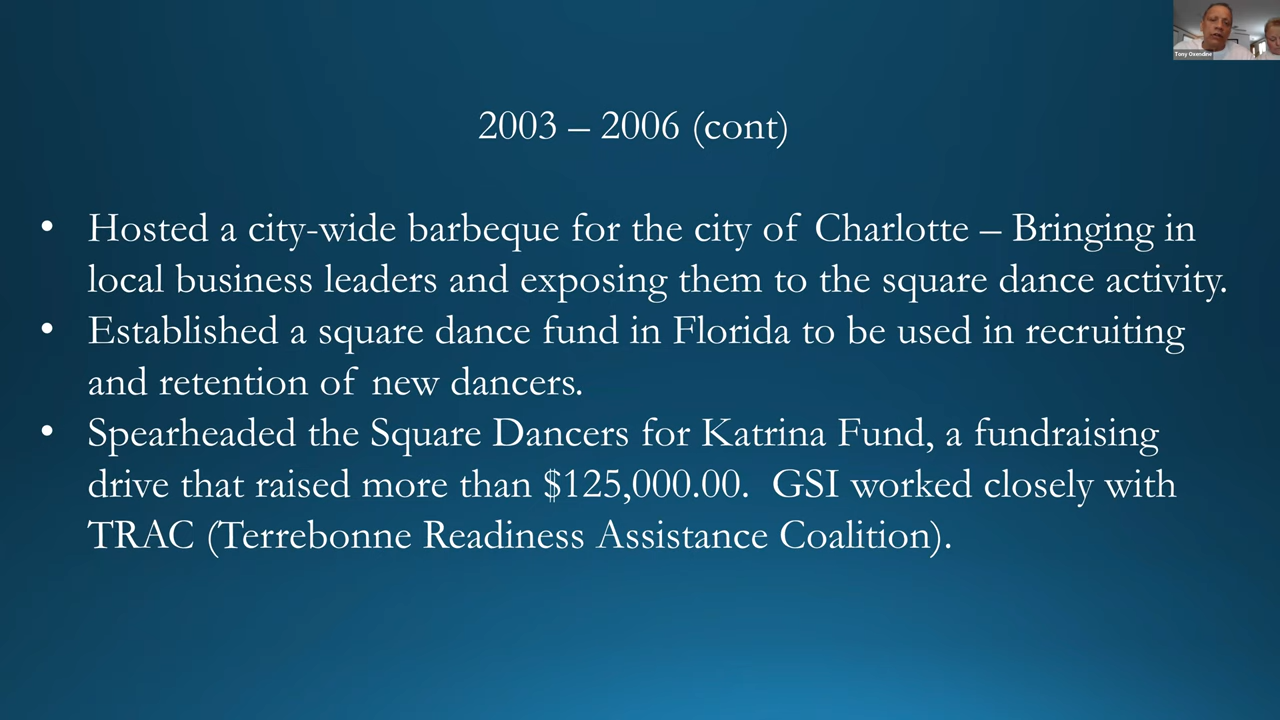 Tony Oxendine
2003 – 2006 (cont)
• Hosted a city-wide barbeque for the city of Charlotte – Bringing in
local business leaders and exposing them to the square dance activity.
• Established a square dance fund in Florida to be used in recruiting
and retention of new dancers.
• Spearheaded the Square Dancers for Katrina Fund, a fundraising
drive that raised more than $125,000.00. GSI worked closely with
TRAC (Terrebonne Readiness Assistance Coalition).